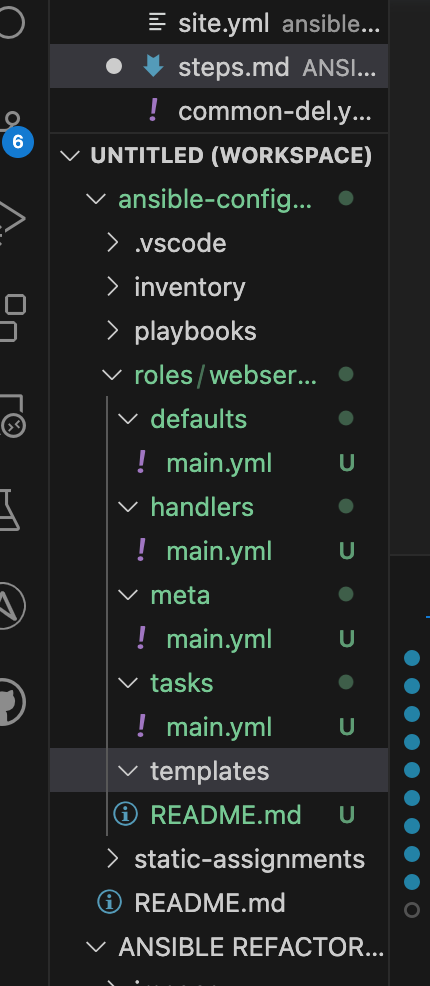 site.yml ansible...
steps.md ANSI...
! common-del.y...
6
UNTITLED (WORKSPACE)
ansible-config...
.vscode
inventory
playbooks
roles/webser...
defaults
! main.yml U
handlers
! main.yml U
meta
! main.yml U
tasks
! main.yml U
templates
README.md U
static-assignments
README.md
ANSIBLE REFACTOR...